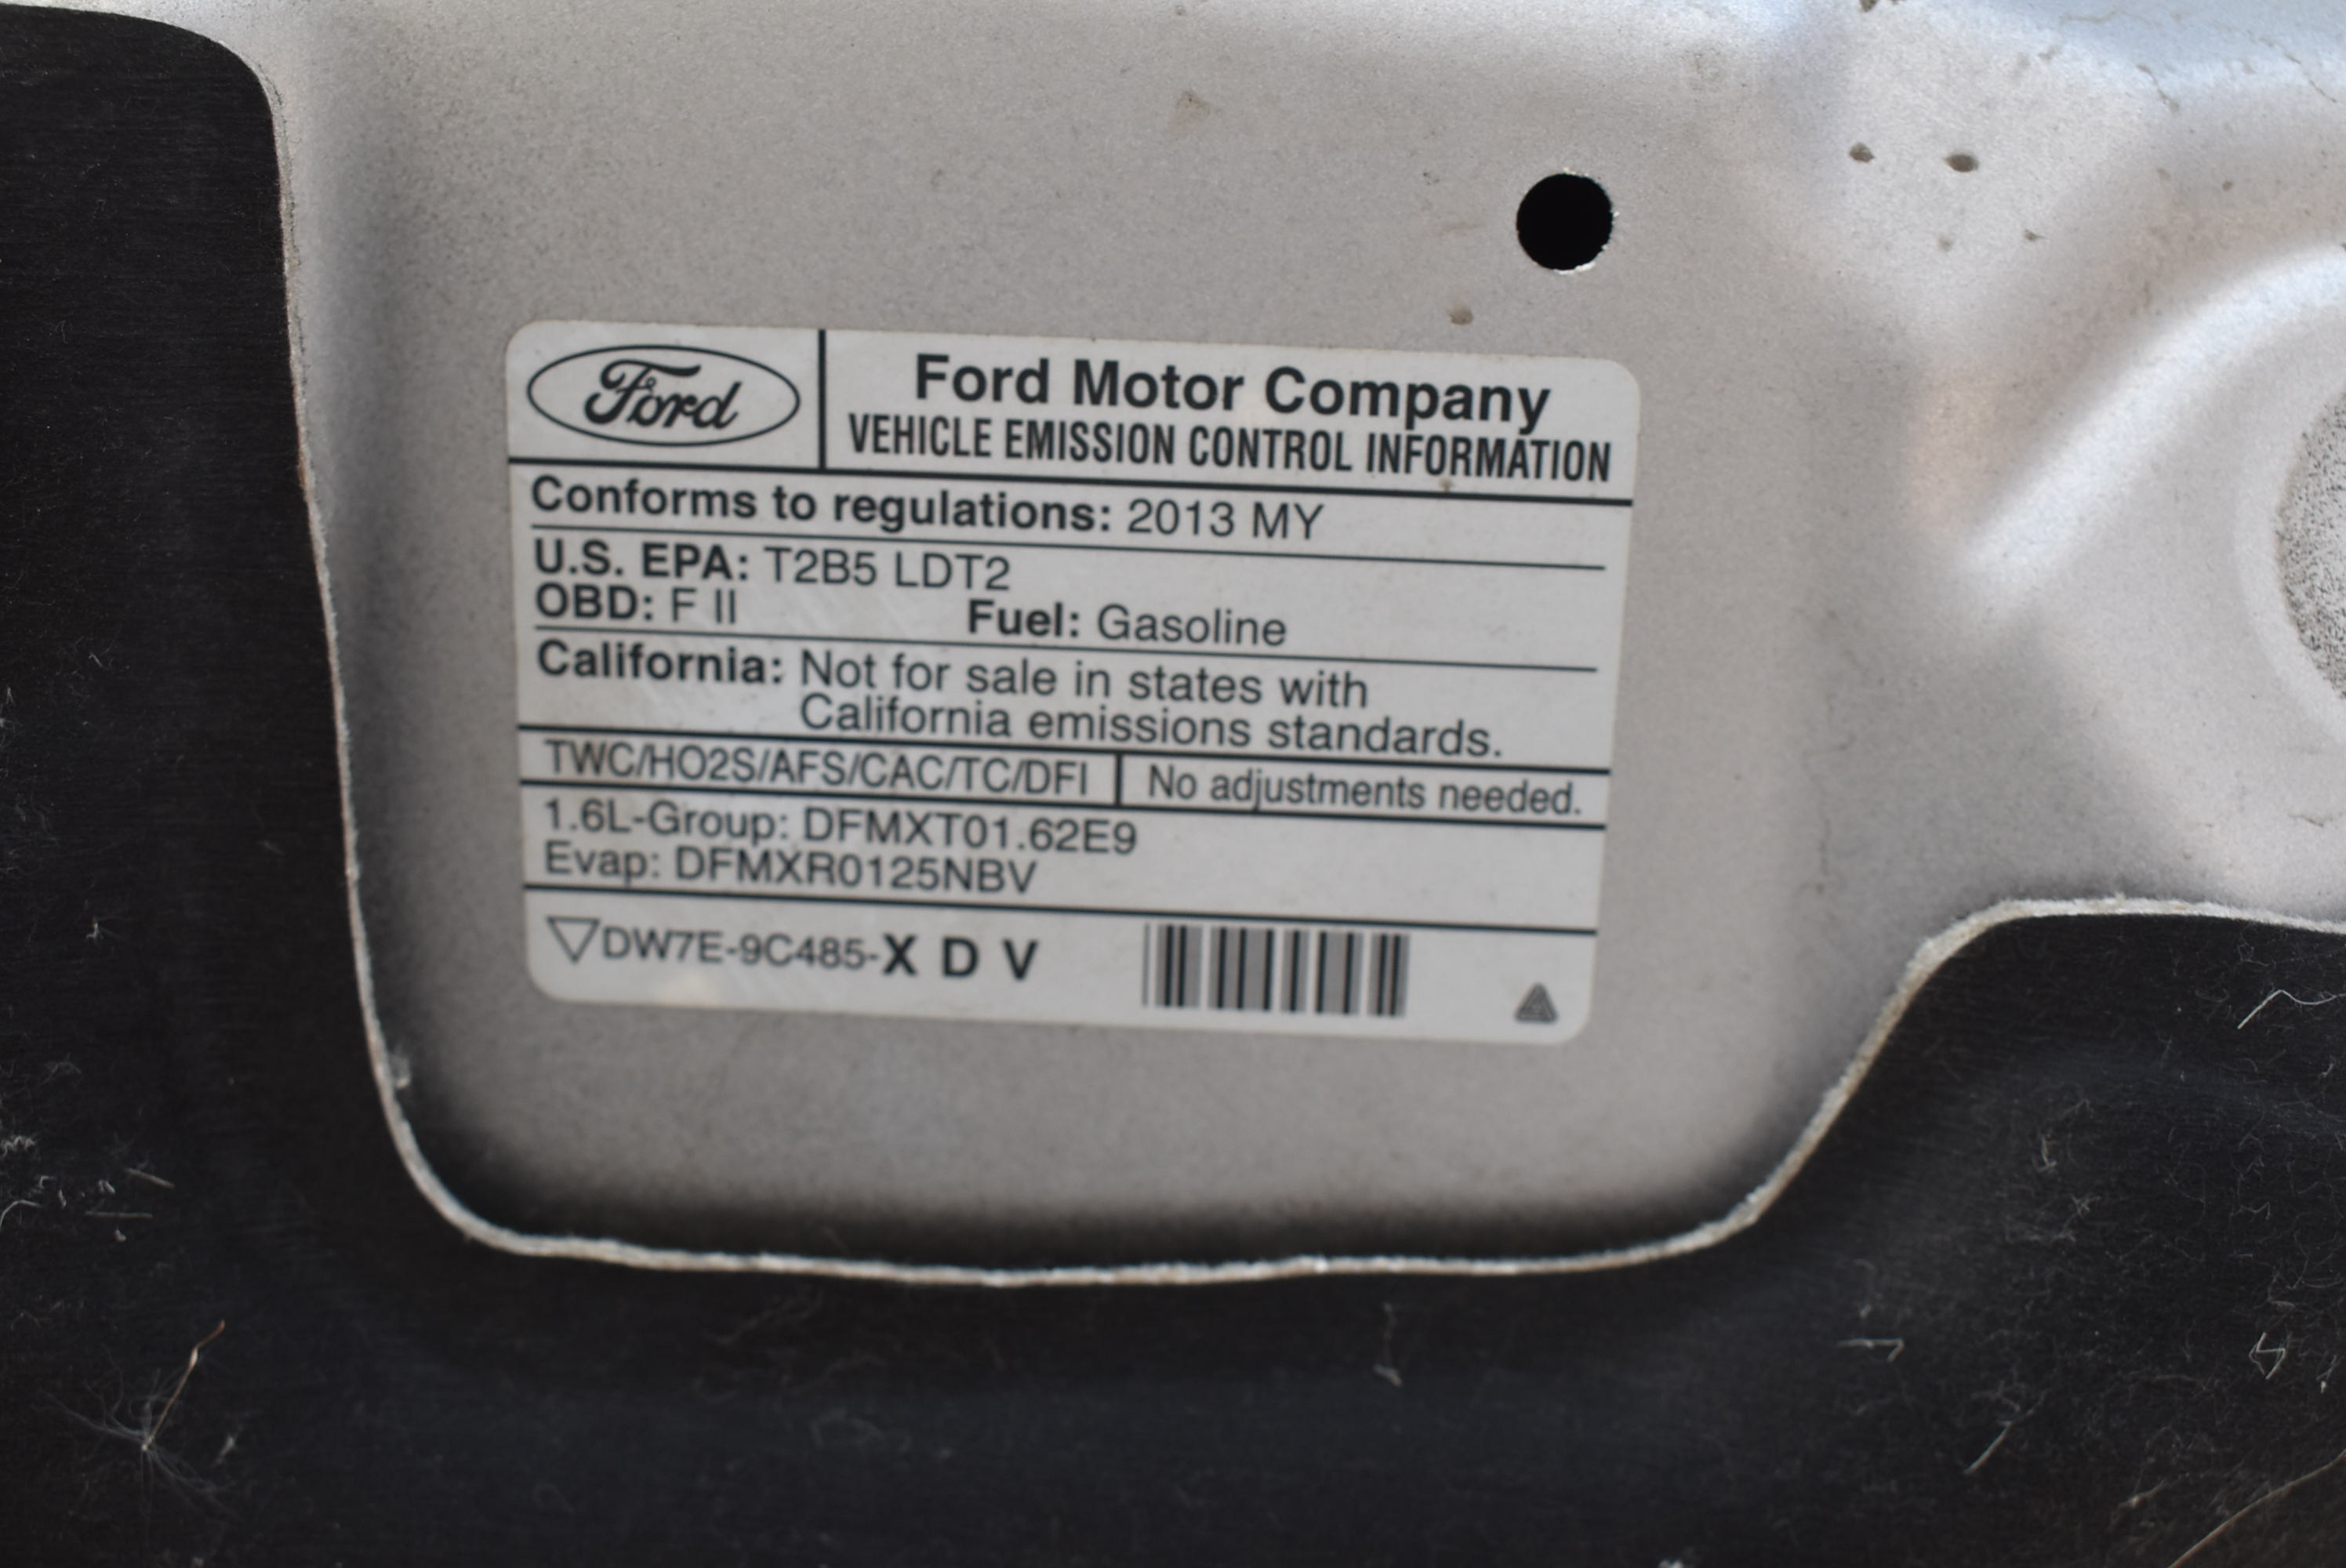 Ford
Ford Motor Company
VEHICLE EMISSION CONTROL INFORMATION
Conforms to regulations: 2013 MY
U.S. EPA: T2B5 LDT2
OBD: F II Fuel: Gasoline
California: Not for sale in states with
California emissions standards.
TWC/HO2S/AFS/CAC/TC/DFI No adjustments needed.
1.6L-Group: DFMXT01.62E9
Evap: DFMXR0125NBV
DW7E-9C485-X D V